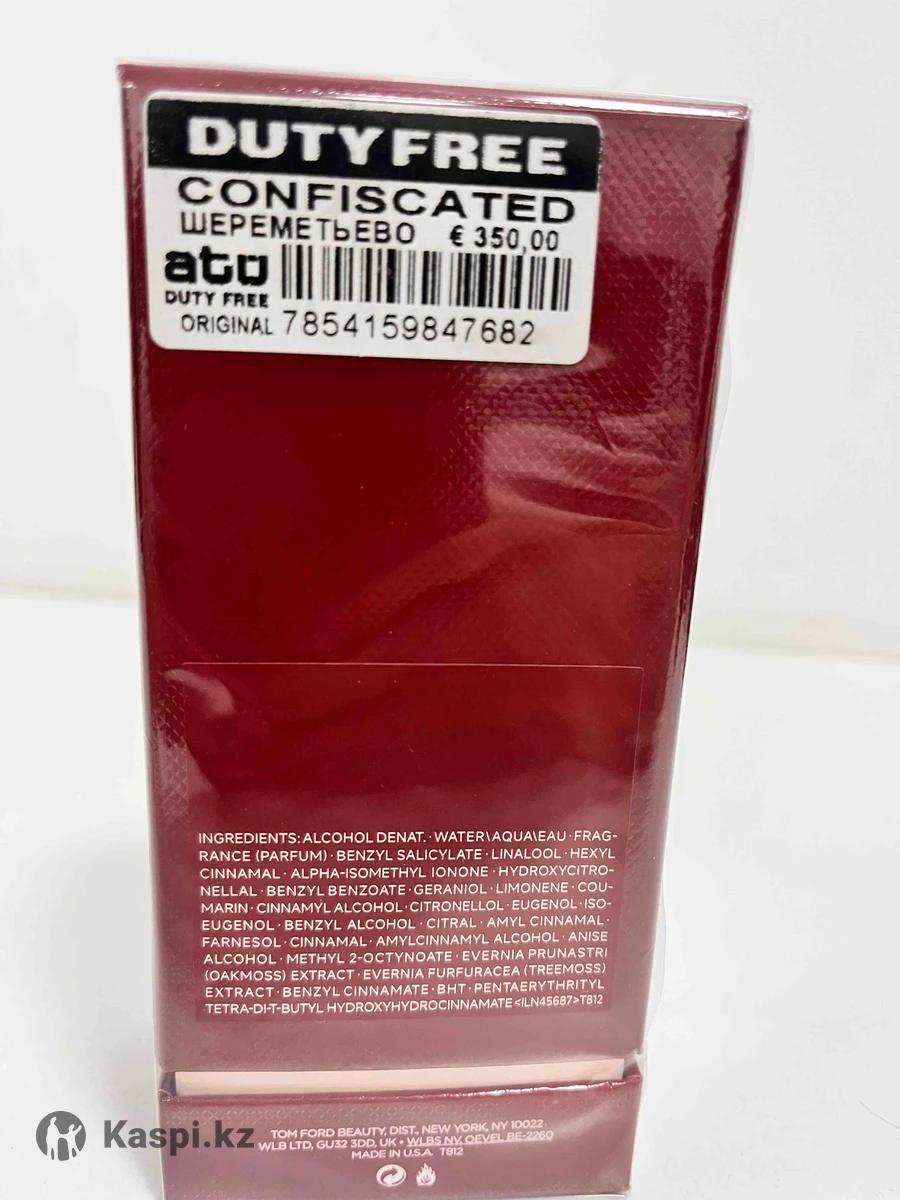 DUTY FREE
CONFISCATED
ШЕРЕМЕТЬЕВО € 350,00
atu
DUTY FREE
ORIGINAL 7854159847682
INGREDIENTS: ALCOHOL DENAT. · WATER\AQUA\EAU · FRAG-
RANCE (PARFUM) · BENZYL SALICYLATE · LINALOOL · HEXYL
CINNAMAL · ALPHA-ISOMETHYL IONONE · HYDROXYCITRO-
NELLAL · BENZYL BENZOATE · GERANIOL · LIMONENE · COU-
MARIN · CINNAMYL ALCOHOL · CITRONELLOL · EUGENOL · ISO-
EUGENOL · BENZYL ALCOHOL · CITRAL · AMYL CINNAMAL ·
FARNESOL · CINNAMAL · AMYLCINNAMYL ALCOHOL · ANISE
ALCOHOL · METHYL 2-OCTYNOATE · EVERNIA PRUNASTRI
(OAKMOSS) EXTRACT · EVERNIA FURFURACEA (TREEMOSS)
EXTRACT · BENZYL CINNAMATE · BHT · PENTAERYTHRITYL
TETRA-DI-T-BUTYL HYDROXYHYDROCINNAMATE <ILN45687> T812
TOM FORD BEAUTY, DIST., NEW YORK, NY 10022
WLB LTD, GU32 3DD, UK • WLBS NV, OEVEL BE-2260
MADE IN U.S.A. T812
Kaspi.kz